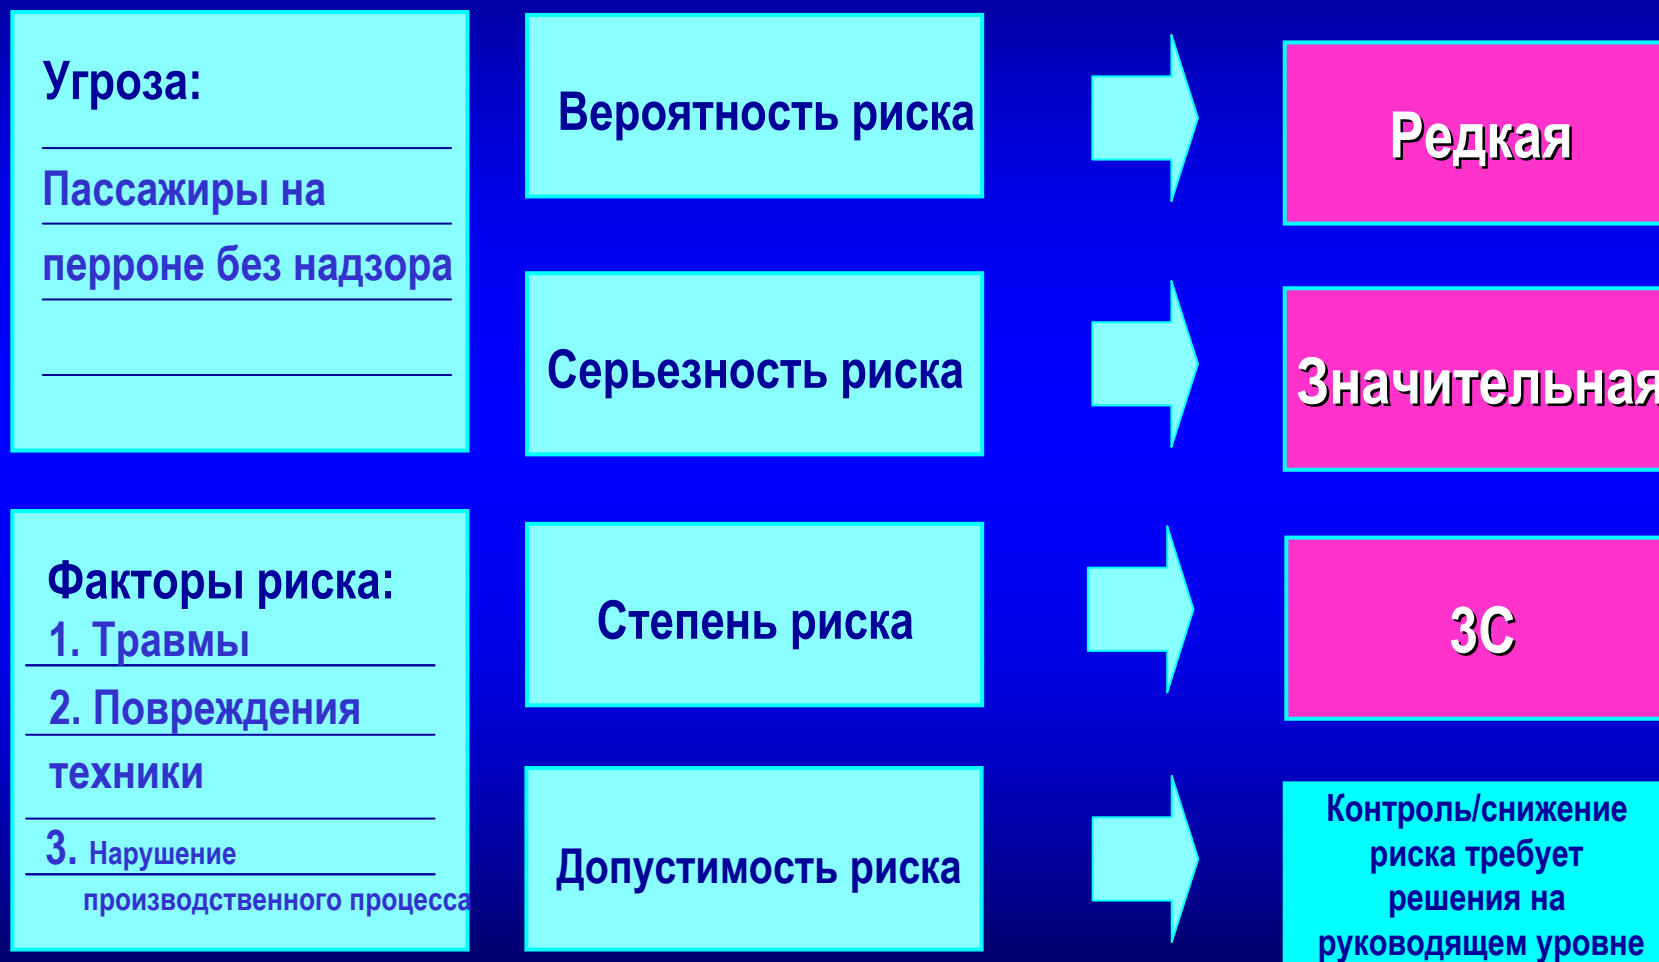 Угроза:
Пассажиры на
перроне без надзора
Факторы риска:
1. Травмы
2. Повреждения
техники
3. Нарушение
производственного процесса
Вероятность риска
Редкая
Серьезность риска
Значительная
Степень риска
3С
Допустимость риска
Контроль/снижение
риска требует
решения на
руководящем уровне